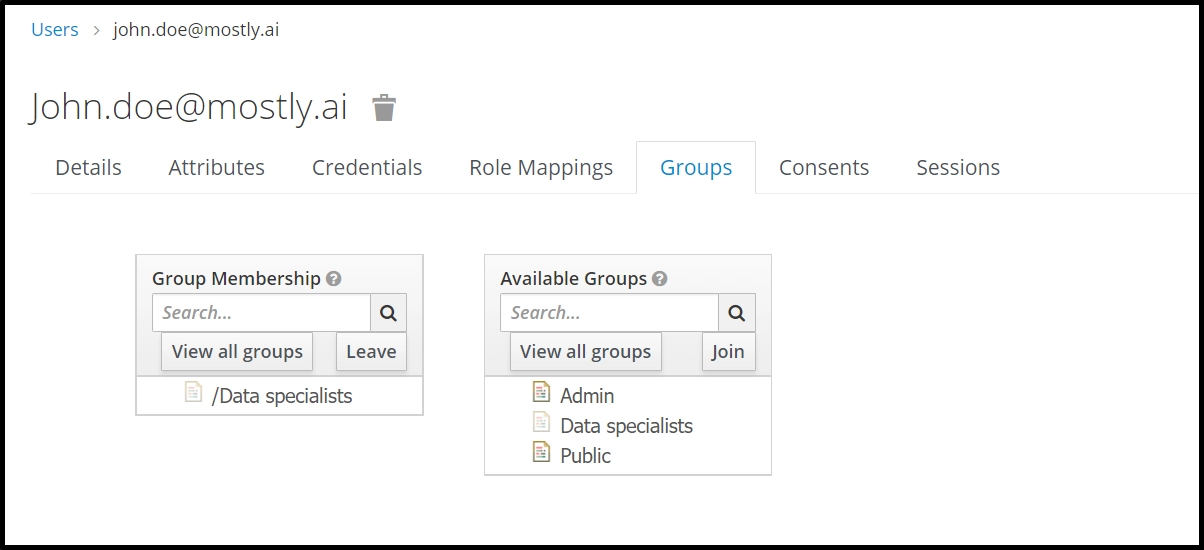 Users > john.doe@mostly.ai
John.doe@mostly.ai
Details Attributes Credentials Role Mappings Groups Consents Sessions
Group Membership ?
Search...
View all groups Leave
/Data specialists
Available Groups ?
Search...
View all groups Join
Admin
Data specialists
Public